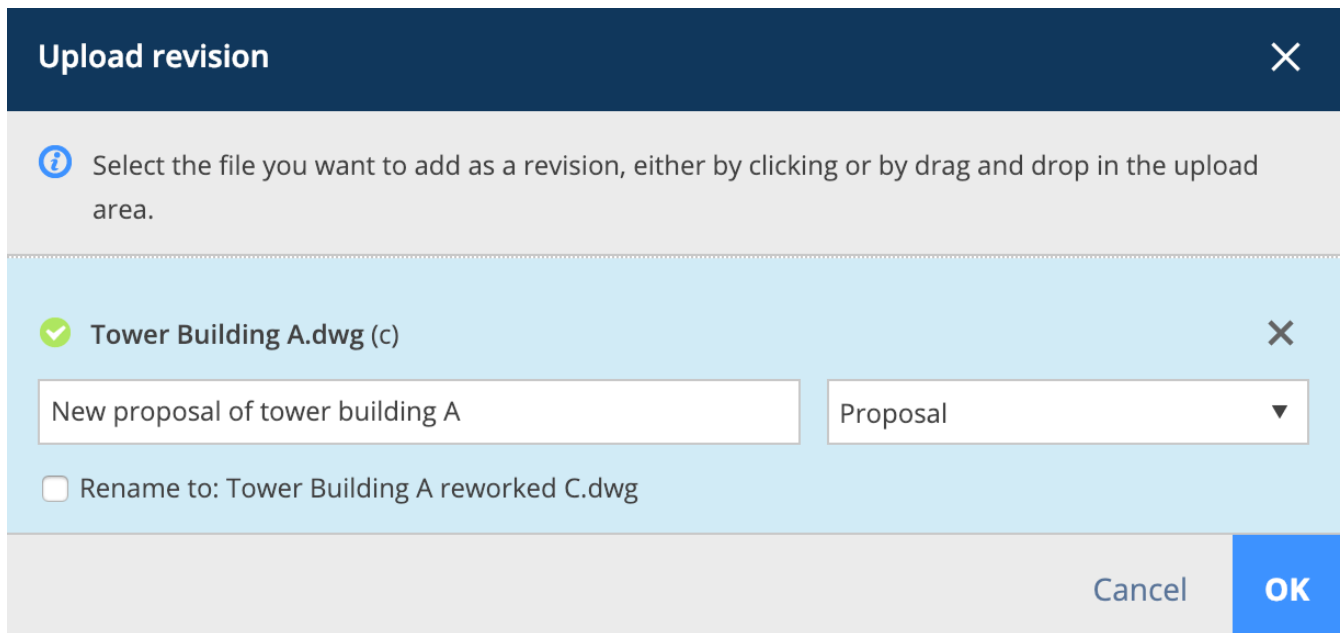 Upload revision
Select the file you want to add as a revision, either by clicking or by drag and drop in the upload
area.
Tower Building A.dwg (c)
New proposal of tower building A
Proposal
Rename to: Tower Building A reworked C.dwg
Cancel
OK